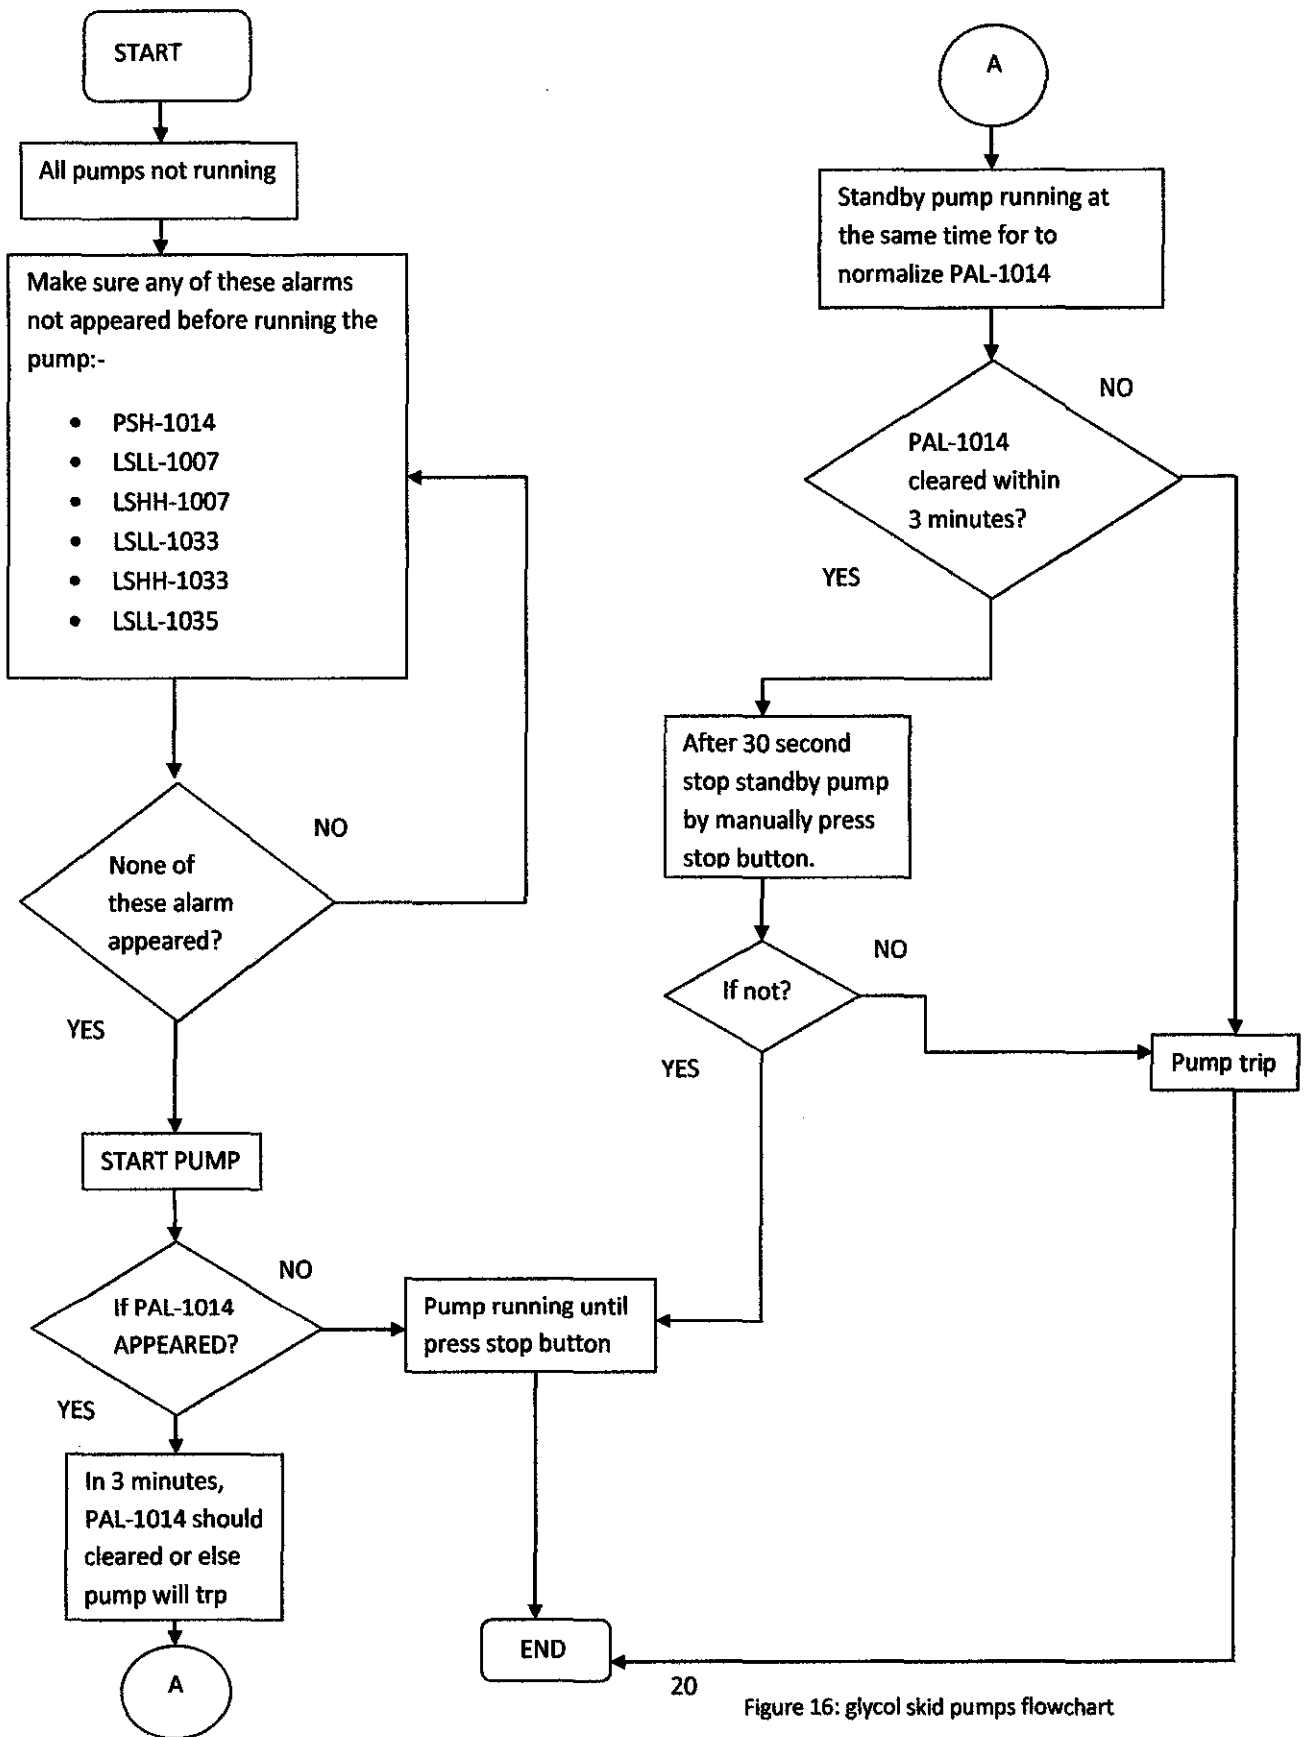 START
All pumps not running
Make sure any of these alarms
not appeared before running the
pump:-
• PSH-1014
• LSLL-1007
• LSHH-1007
• LSLL-1033
• LSHH-1033
• LSLL-1035
NO
None of
these alarm
appeared?
YES
START PUMP
NO
If PAL-1014
APPEARED?
YES
In 3 minutes,
PAL-1014 should
cleared or else
pump will trp
A
Pump running until
press stop button
END
A
Standby pump running at
the same time for to
normalize PAL-1014
NO
PAL-1014
cleared within
3 minutes?
YES
After 30 second
stop standby pump
by manually press
stop button.
NO
If not?
YES
Pump trip
20
Figure 16: glycol skid pumps flowchart